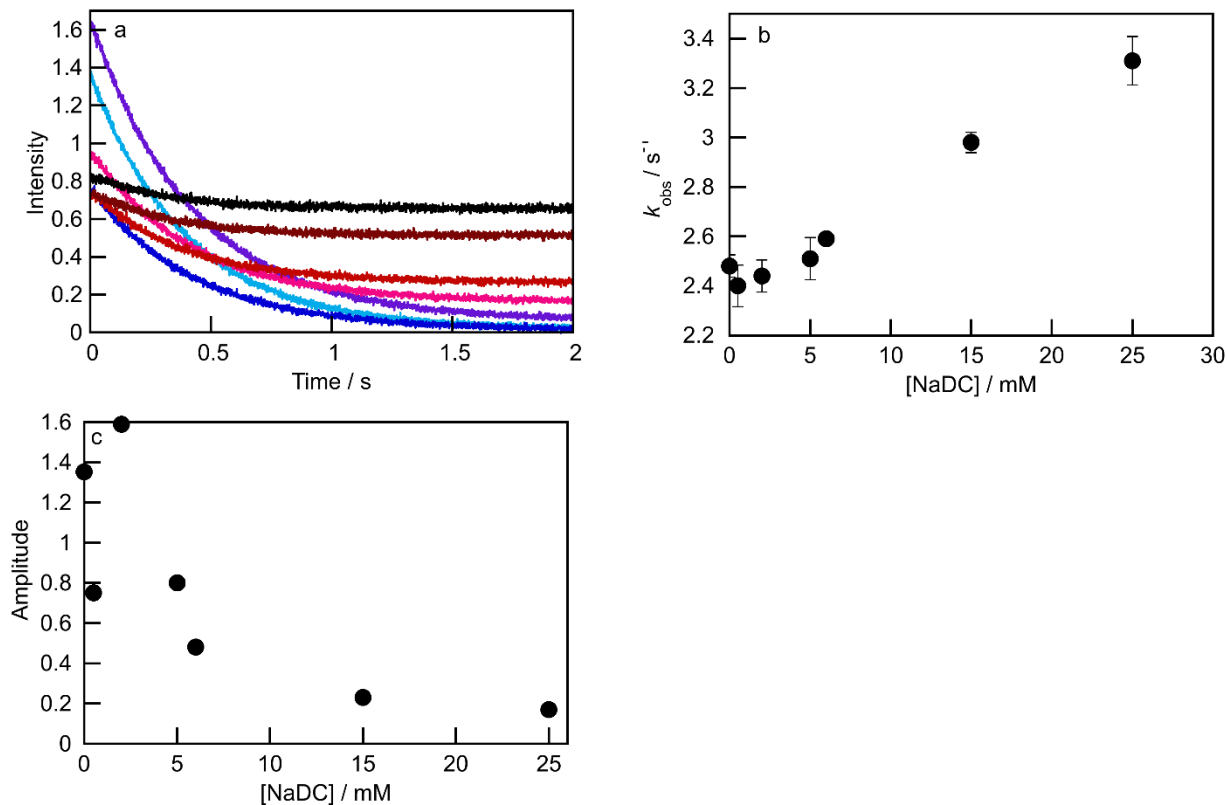 a
1.6
1.4
1.2
1
0.8
0.6
0.4
0.2
0
Intensity
0 0.5 1 1.5 2
Time / s
b
3.4
3.2
3
2.8
2.6
2.4
2.2
k_obs / s⁻¹
0 5 10 15 20 25 30
[NaDC] / mM
c
1.6
1.4
1.2
1
0.8
0.6
0.4
0.2
0
Amplitude
0 5 10 15 20 25
[NaDC] / mM